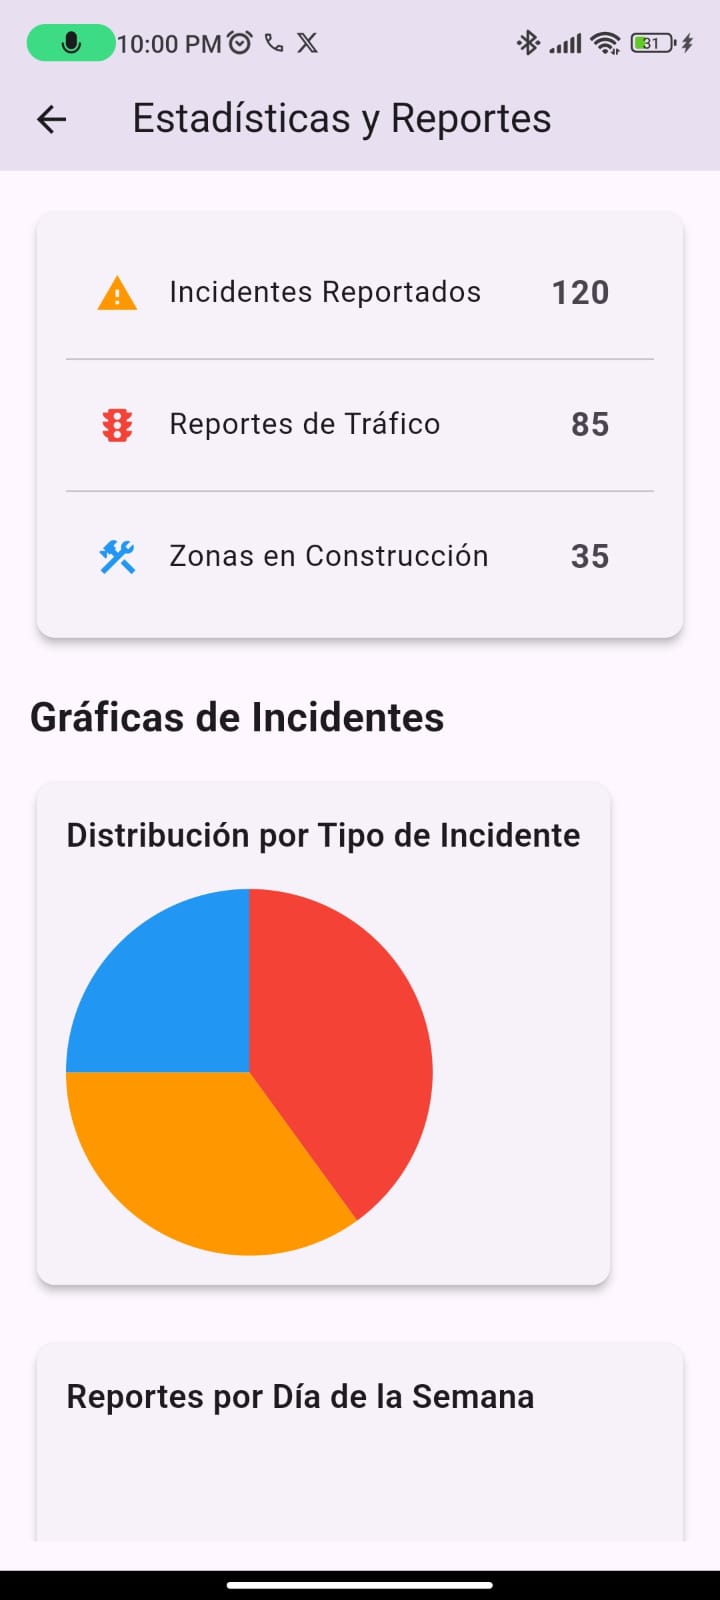 10:00 PM
31
Estadísticas y Reportes
Incidentes Reportados 120
Reportes de Tráfico 85
Zonas en Construcción 35
Gráficas de Incidentes
Distribución por Tipo de Incidente
Reportes por Día de la Semana